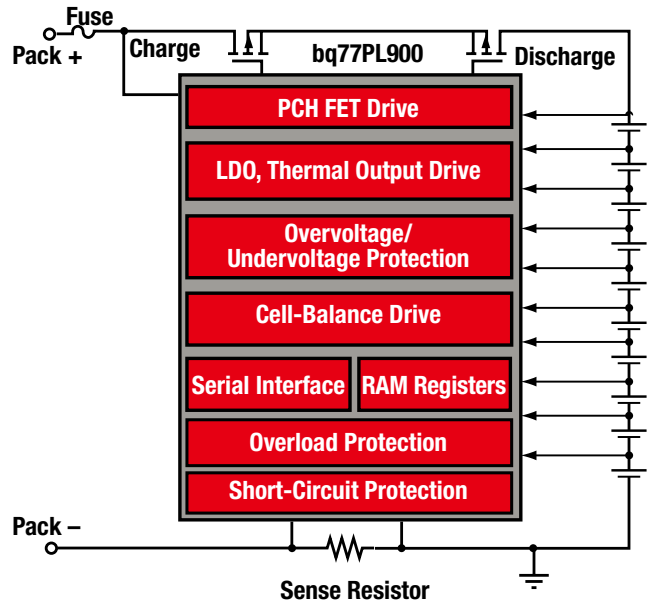 Fuse
Pack +
Charge
bq77PL900
Discharge
PCH FET Drive
LDO, Thermal Output Drive
Overvoltage/
Undervoltage Protection
Cell-Balance Drive
Serial Interface
RAM Registers
Overload Protection
Short-Circuit Protection
Pack –
Sense Resistor